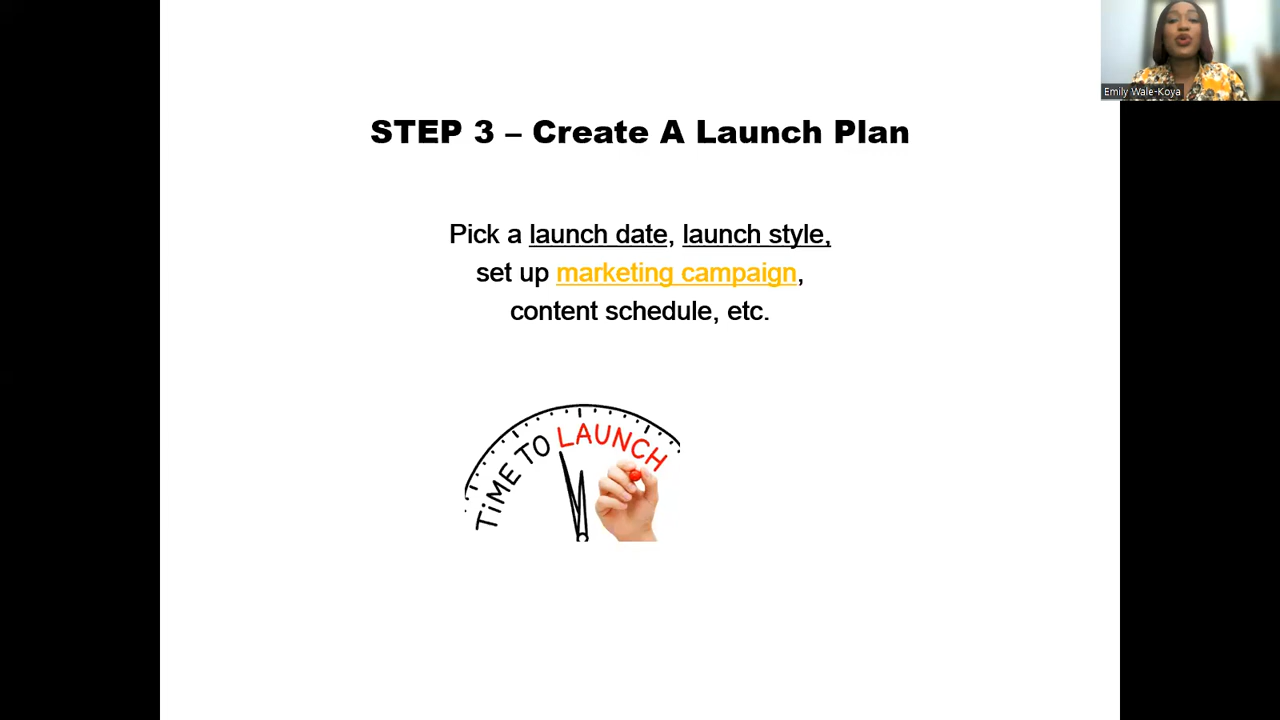 Emily Wale-Koya
STEP 3 – Create A Launch Plan
Pick a launch date, launch style,
set up marketing campaign,
content schedule, etc.
TiME TO LAUNCH